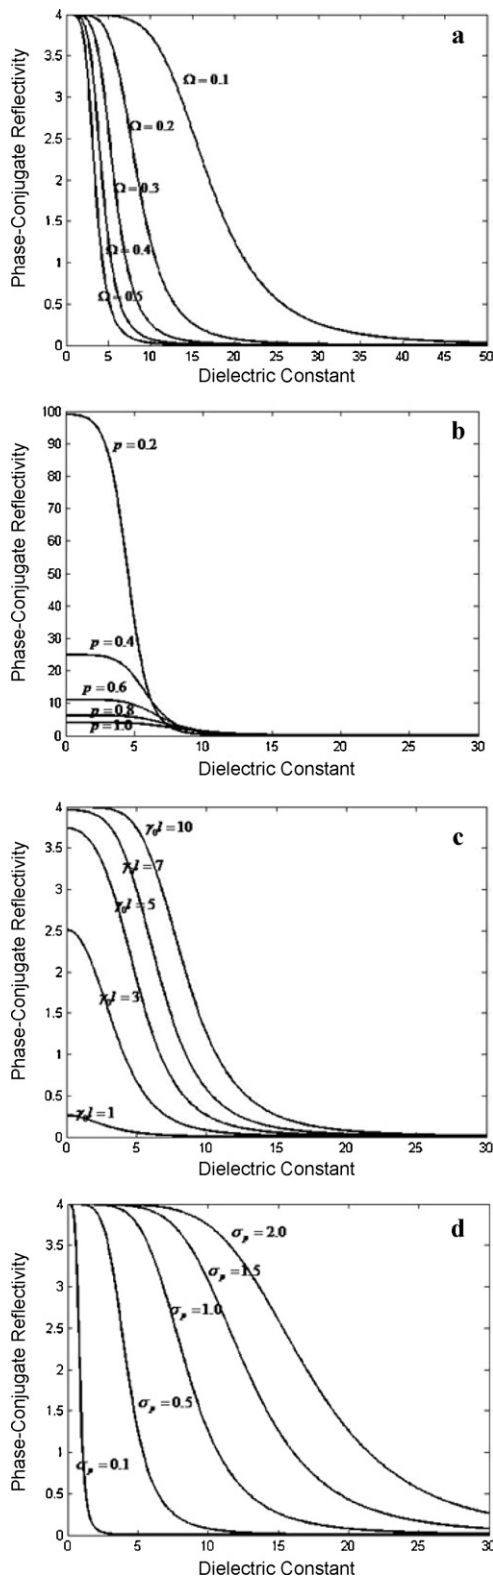 a
4
3.5
3
2.5
2
1.5
1
0.5
0
Phase-Conjugate Reflectivity
Ω = 0.1
Ω = 0.2
Ω = 0.3
Ω = 0.4
Ω = 0.5
0 5 10 15 20 25 30 35 40 45 50
Dielectric Constant
b
100
90
80
70
60
50
40
30
20
10
0
Phase-Conjugate Reflectivity
p = 0.2
p = 0.4
p = 0.6
p = 0.8
p = 1.0
0 5 10 15 20 25 30
Dielectric Constant
c
4
3.5
3
2.5
2
1.5
1
0.5
0
Phase-Conjugate Reflectivity
γ₀l = 10
γ₀l = 7
γ₀l = 5
γ₀l = 3
γ₀l = 1
0 5 10 15 20 25 30
Dielectric Constant
d
4
3.5
3
2.5
2
1.5
1
0.5
0
Phase-Conjugate Reflectivity
σₚ = 2.0
σₚ = 1.5
σₚ = 1.0
σₚ = 0.5
σₚ = 0.1
0 5 10 15 20 25 30
Dielectric Constant